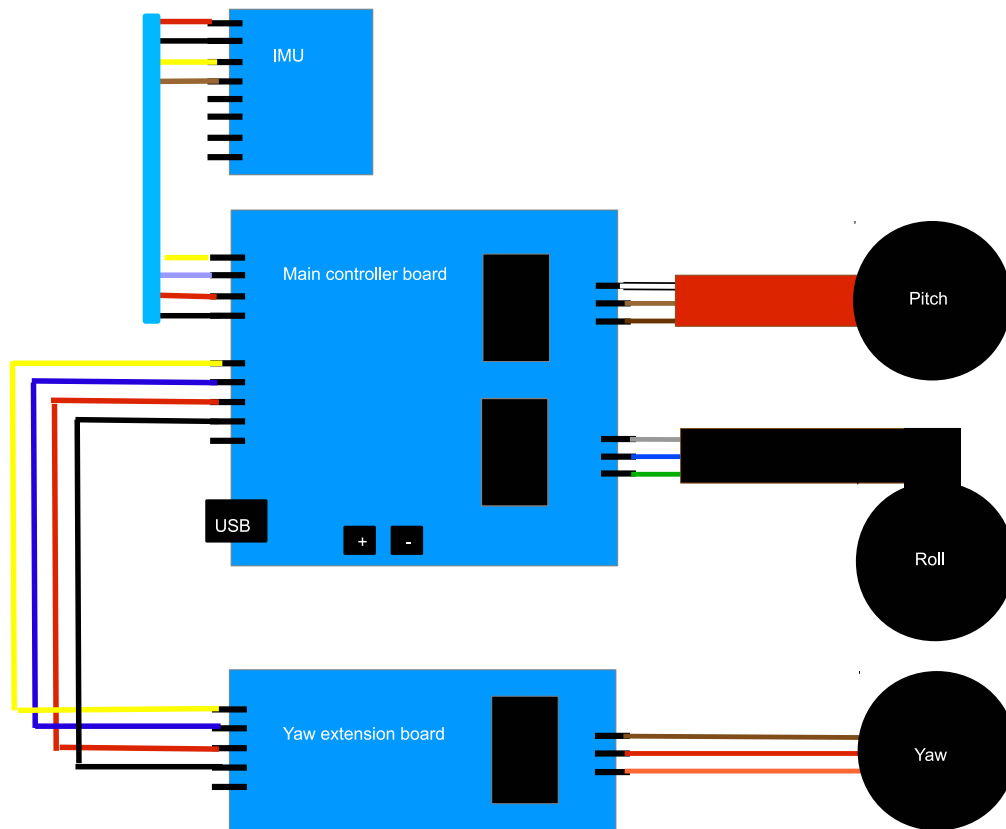 IMU
Main controller board
Pitch
USB
+
-
Roll
Yaw extension board
Yaw